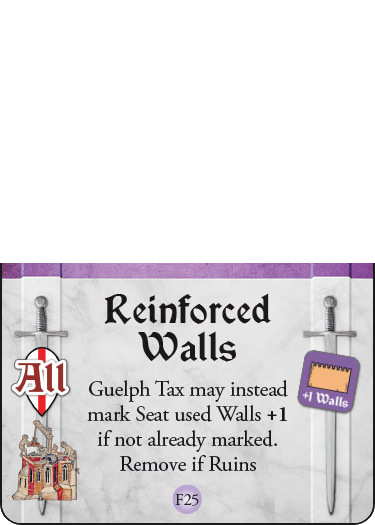 Reinforced
Walls
All
Guelph Tax may instead
mark Seat used Walls +1
if not already marked.
Remove if Ruins
+1 Walls
F25